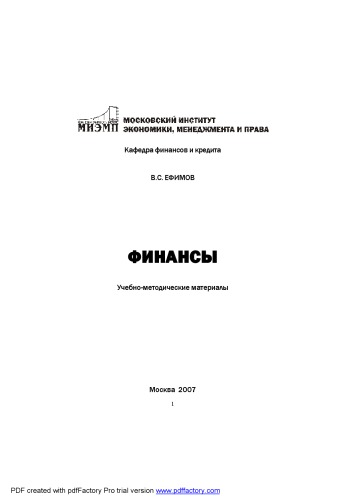 МИЭМП
МОСКОВСКИЙ ИНСТИТУТ
ЭКОНОМИКИ, МЕНЕДЖМЕНТА И ПРАВА
Кафедра финансов и кредита
В.С. ЕФИМОВ
ФИНАНСЫ
Учебно-методические материалы
Москва 2007
1
PDF created with pdfFactory Pro trial version www.pdffactory.com